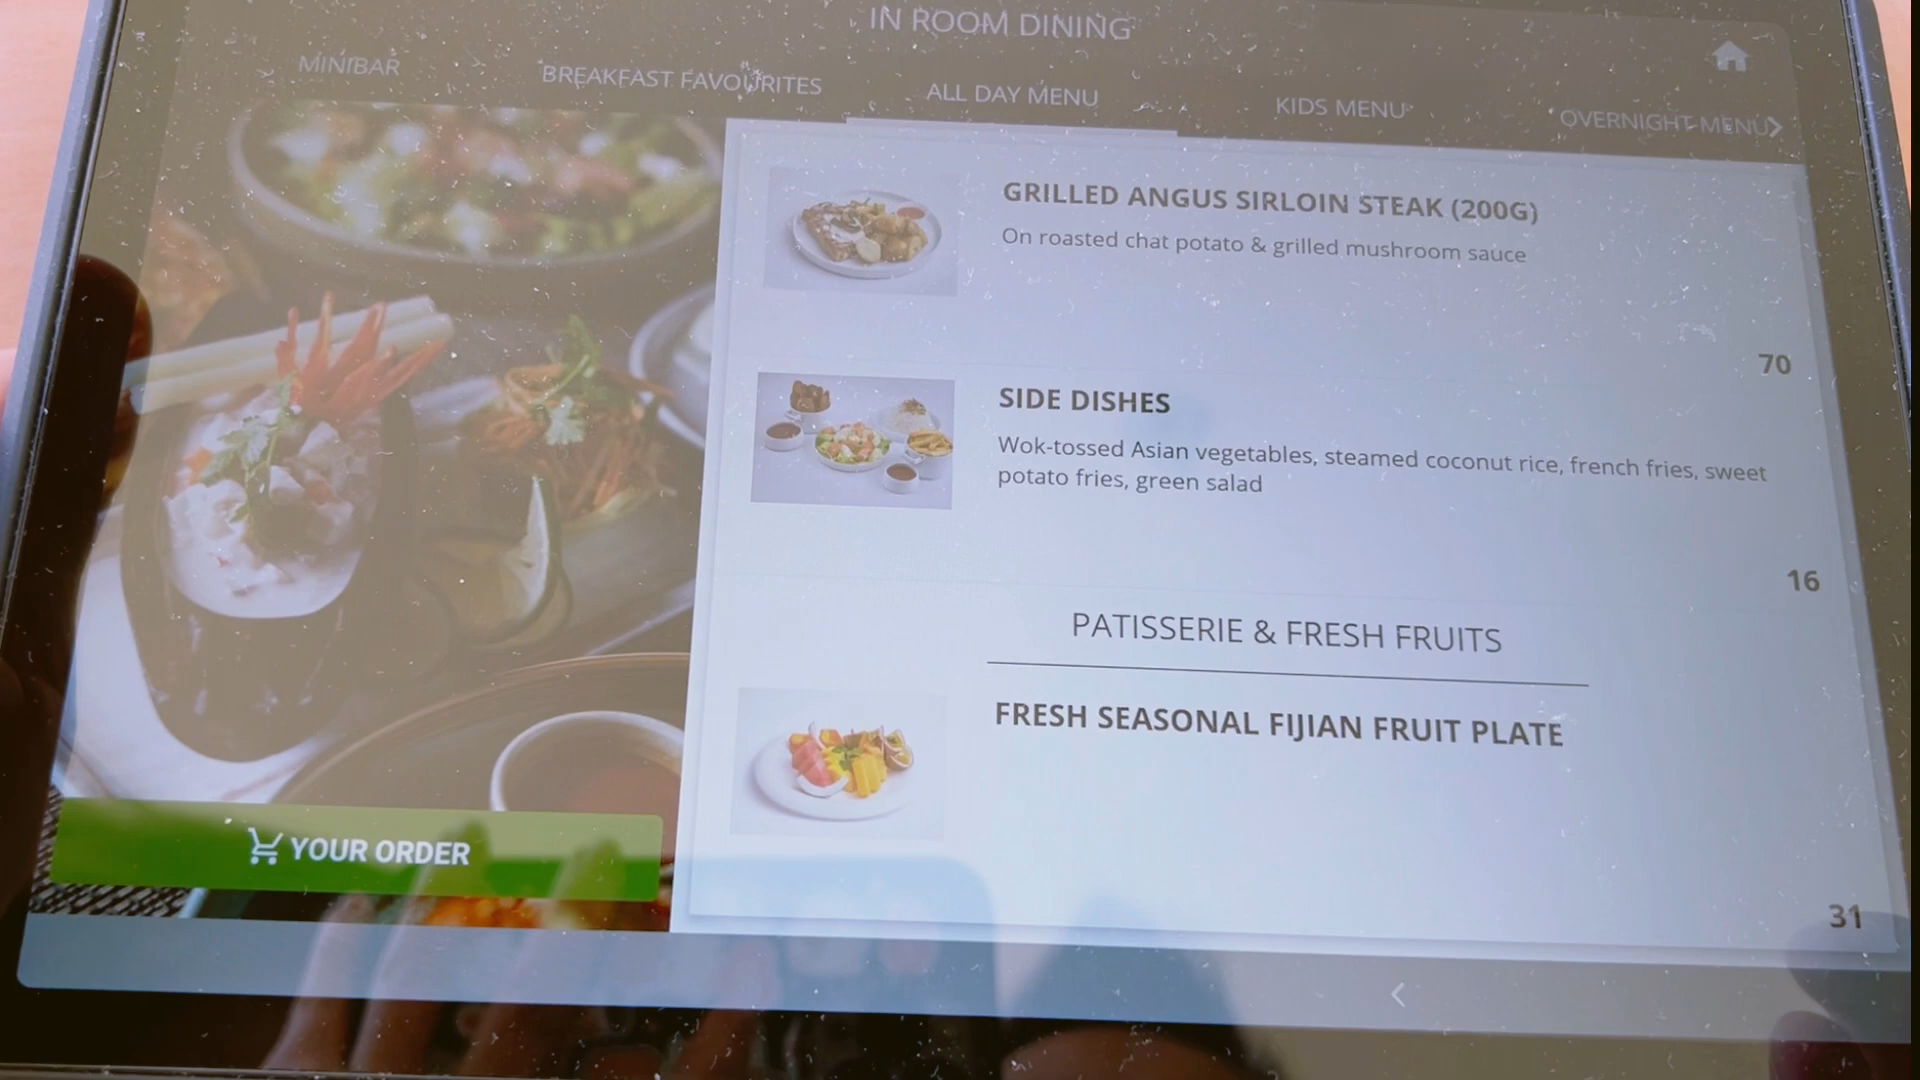 IN ROOM DINING
MINIBAR
BREAKFAST FAVOURITES
ALL DAY MENU
KIDS MENU
OVERNIGHT MENU
GRILLED ANGUS SIRLOIN STEAK (200G)
On roasted chat potato & grilled mushroom sauce
70
SIDE DISHES
Wok-tossed Asian vegetables, steamed coconut rice, french fries, sweet
potato fries, green salad
16
PATISSERIE & FRESH FRUITS
FRESH SEASONAL FIJIAN FRUIT PLATE
31
YOUR ORDER